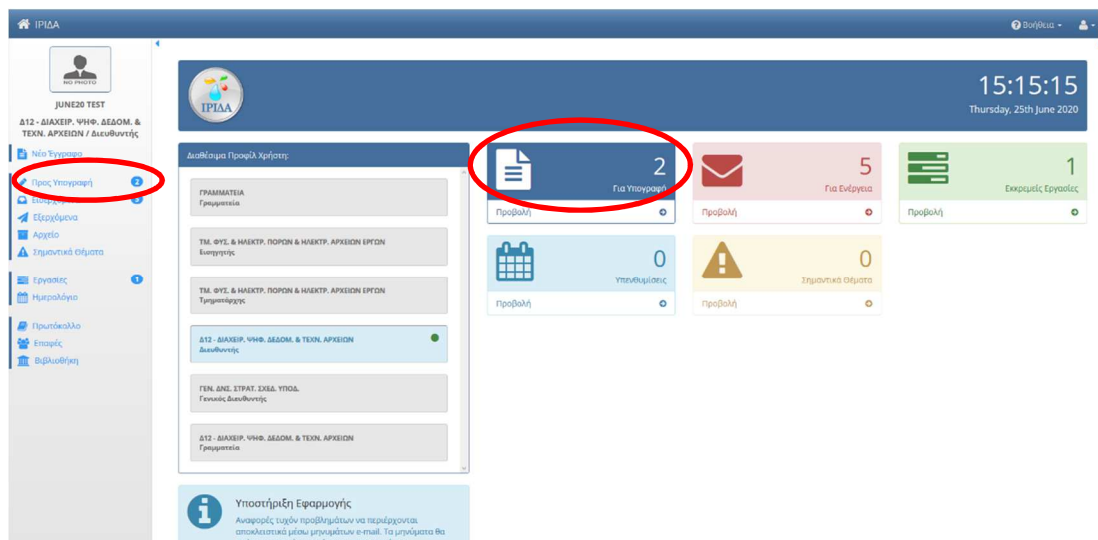 ΙΡΙΔΑ
Βοήθεια
NO PHOTO
JUNE20 TEST
Δ12 - ΔΙΑΧΕΙΡ. ΨΗΦ. ΔΕΔΟΜ. &
ΤΕΧΝ. ΑΡΧΕΙΩΝ / Διευθυντής
Νέο Έγγραφο
Προς Υπογραφή 2
Εξερχόμενα
Αρχείο
Σημαντικά Θέματα
Εργασίες 1
Ημερολόγιο
Πρωτόκολλο
Επαφές
Βιβλιοθήκη
ΙΡΙΔΑ
15:15:15
Thursday, 25th June 2020
Διαθέσιμα Προφίλ Χρήστη:
ΓΡΑΜΜΑΤΕΙΑ
Γραμματεία
ΤΜ. ΦΥΣ. & ΗΛΕΚΤΡ. ΠΟΡΩΝ & ΗΛΕΚΤΡ. ΑΡΧΕΙΩΝ ΕΡΓΩΝ
Εισηγητής
ΤΜ. ΦΥΣ. & ΗΛΕΚΤΡ. ΠΟΡΩΝ & ΗΛΕΚΤΡ. ΑΡΧΕΙΩΝ ΕΡΓΩΝ
Τμηματάρχης
Δ12 - ΔΙΑΧΕΙΡ. ΨΗΦ. ΔΕΔΟΜ. & ΤΕΧΝ. ΑΡΧΕΙΩΝ
Διευθυντής
ΓΕΝ. ΔΝΣ. ΣΤΡΑΤ. ΣΧΕΔ. ΥΠΟΔ.
Γενικός Διευθυντής
Δ12 - ΔΙΑΧΕΙΡ. ΨΗΦ. ΔΕΔΟΜ. & ΤΕΧΝ. ΑΡΧΕΙΩΝ
Γραμματεία
2
Για Υπογραφή
Προβολή
5
Για Ενέργεια
Προβολή
1
Εκκρεμείς Εργασίες
Προβολή
0
Υπενθυμίσεις
Προβολή
0
Σημαντικά Θέματα
Προβολή
Υποστήριξη Εφαρμογής
Αναφορές τυχόν προβλημάτων να περιέρχονται
αποκλειστικά μέσω μηνυμάτων e-mail. Τα μηνύματα θα